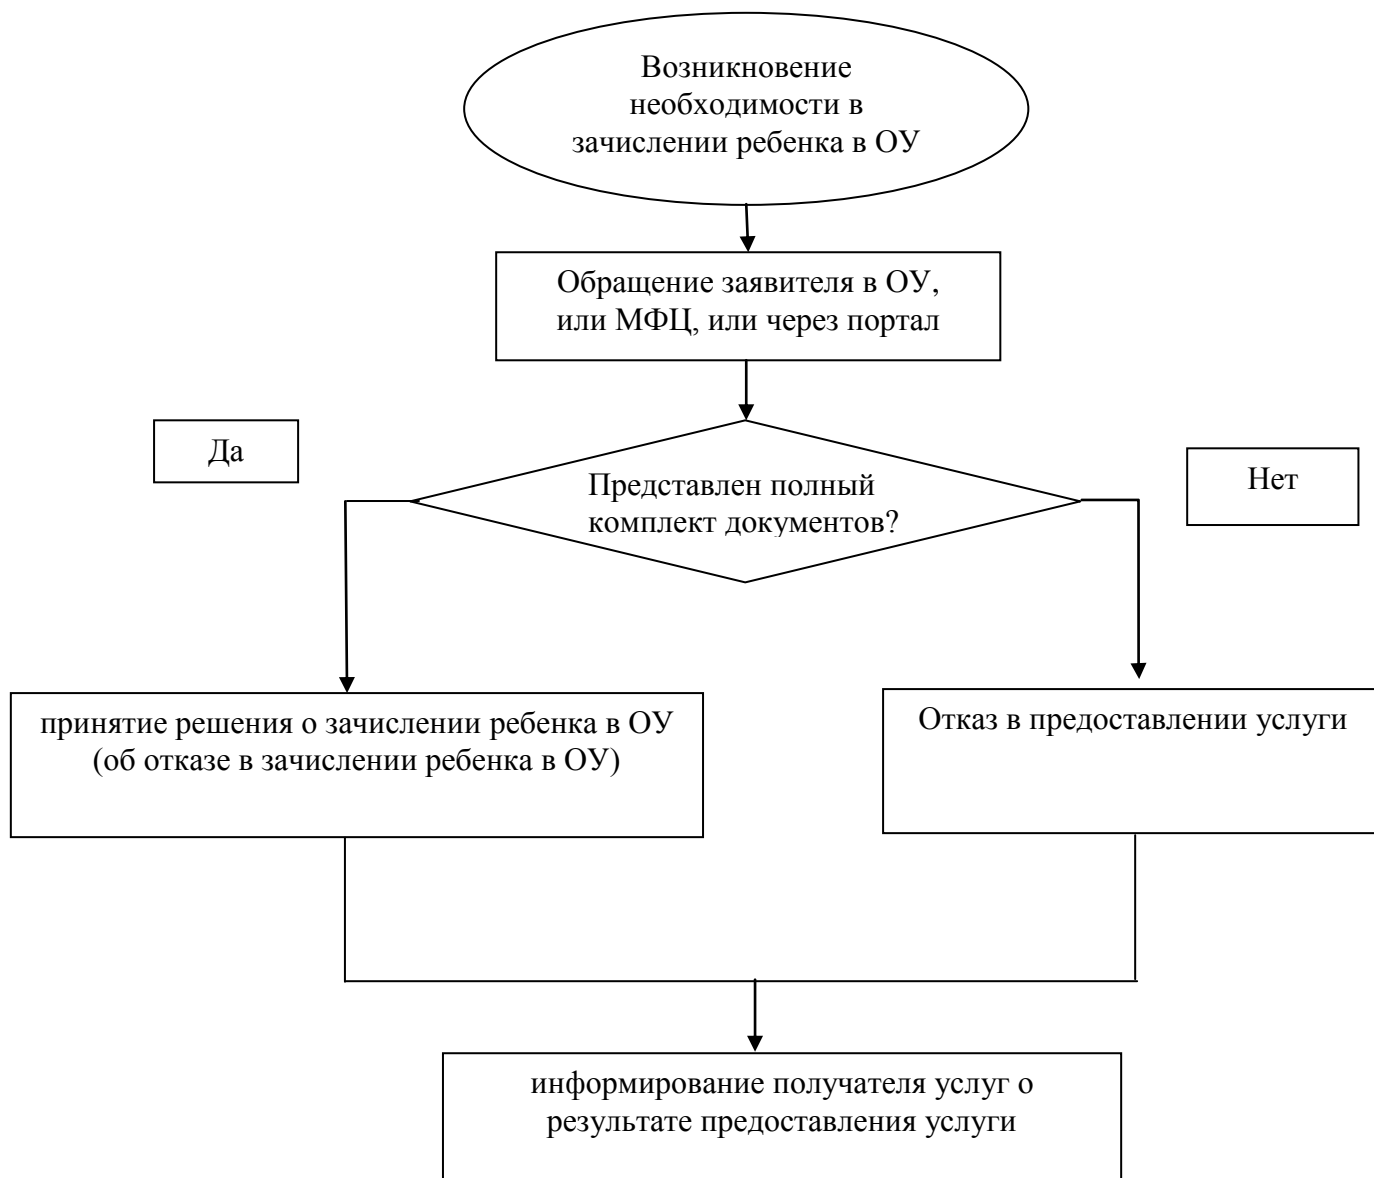 Возникновение
необходимости в
зачислении ребенка в ОУ
Обращение заявителя в ОУ,
или МФЦ, или через портал
Да
Нет
Представлен полный
комплект документов?
принятие решения о зачислении ребенка в ОУ
(об отказе в зачислении ребенка в ОУ)
Отказ в предоставлении услуги
информирование получателя услуг о
результате предоставления услуги